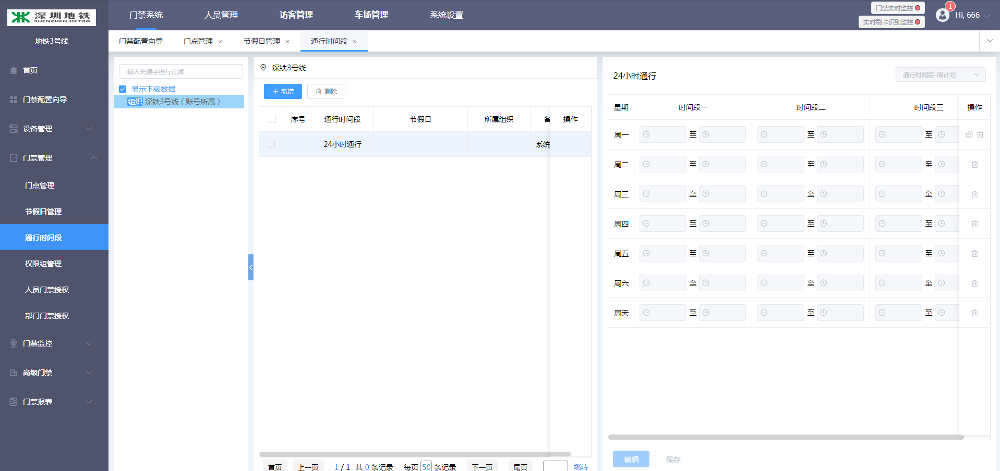 深圳地铁
SHENZHEN METRO
地铁3号线
门禁系统
人员管理
访客管理
车场管理
系统设置
门禁实时监控
实时刷卡识别监控
1
Hi, 666
首页
门禁配置向导
设备管理
门禁管理
门点管理
节假日管理
通行时间段
权限组管理
人员门禁授权
部门门禁授权
门禁监控
高级门禁
门禁报表
门禁配置向导
门点管理 ×
节假日管理 ×
通行时间段 ×
输入关键字进行过滤
显示下级数据
组织 深铁3号线（账号所属）
深铁3号线
+ 新增
删除
序号 通行时间段 节假日 所属组织 备 操作
24小时通行 系统
首页 上一页 1 / 1 共 0 条记录 每页 50 条记录 下一页 尾页 跳转
24小时通行
通行时间段-周计划
星期 时间段一 时间段二 时间段三 操作
周一 至 至 至
周二 至 至 至
周三 至 至 至
周四 至 至 至
周五 至 至 至
周六 至 至 至
周天 至 至 至
编辑
保存